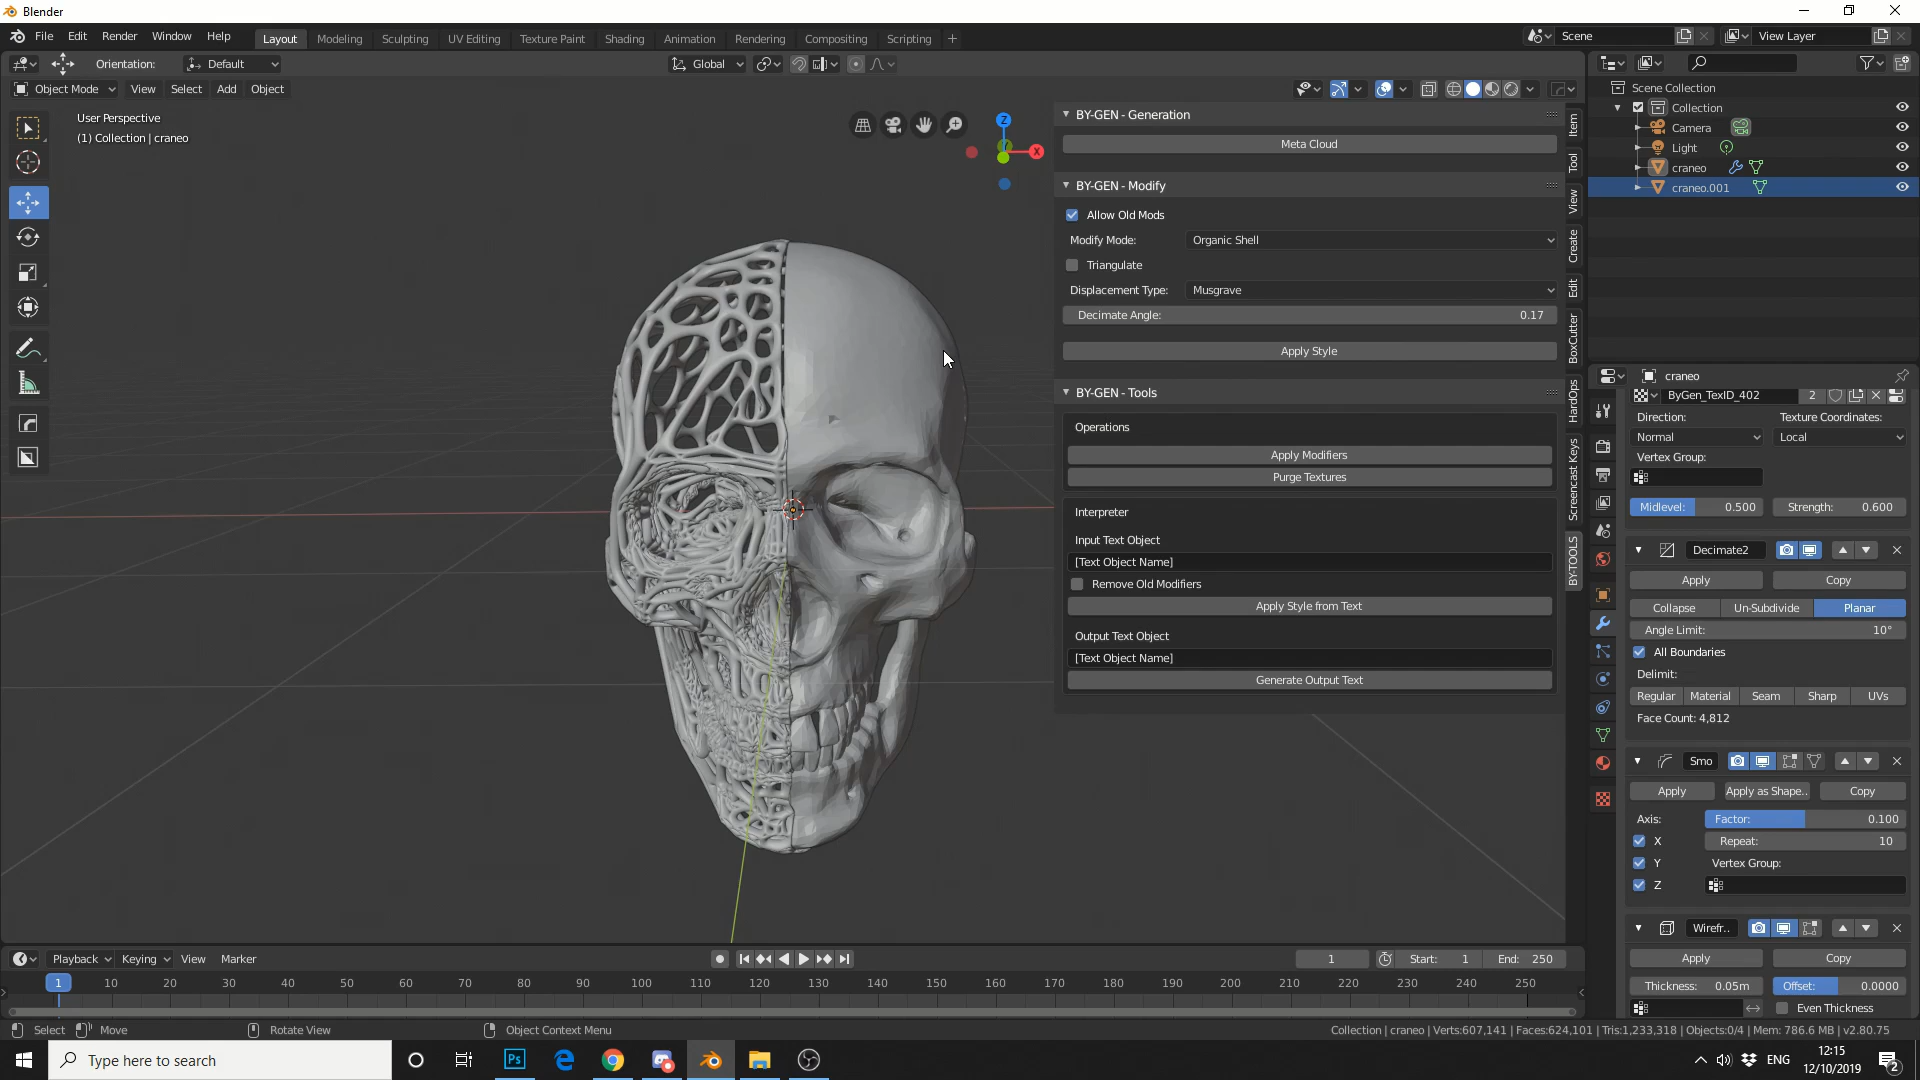 Blender
File Edit Render Window Help
Layout Modeling Sculpting UV Editing Texture Paint Shading Animation Rendering Compositing Scripting +
Scene
View Layer
Orientation: Default
Global
Object Mode View Select Add Object
User Perspective
(1) Collection | craneo
Z
X
BY-GEN - Generation
Meta Cloud
BY-GEN - Modify
Allow Old Mods
Modify Mode: Organic Shell
Triangulate
Displacement Type: Musgrave
Decimate Angle: 0.17
Apply Style
BY-GEN - Tools
Operations
Apply Modifiers
Purge Textures
Interpreter
Input Text Object
[Text Object Name]
Remove Old Modifiers
Apply Style from Text
Output Text Object
[Text Object Name]
Generate Output Text
Item
Tool
View
Create
Edit
BoxCutter
HardOps
Screencast Keys
BY-TOOLS
Scene Collection
Collection
Camera
Light
craneo
craneo.001
craneo
ByGen_TexID_402 2
Direction: Texture Coordinates:
Normal Local
Vertex Group:
Midlevel: 0.500 Strength: 0.600
Decimate2
Apply Copy
Collapse Un-Subdivide Planar
Angle Limit: 10°
All Boundaries
Delimit:
Regular Material Seam Sharp UVs
Face Count: 4,812
Smo
Apply Apply as Shape.. Copy
Axis: Factor: 0.100
X Repeat: 10
Y Vertex Group:
Z
Wirefr..
Apply Copy
Thickness: 0.05m Offset: 0.0000
Even Thickness
Playback Keying View Marker
1 Start: 1 End: 250
1 10 20 30 40 50 60 70 80 90 100 110 120 130 140 150 160 170 180 190 200 210 220 230 240 250
Select Move Rotate View Object Context Menu
Collection | craneo | Verts:607,141 | Faces:624,101 | Tris:1,233,318 | Objects:0/4 | Mem: 786.6 MB | v2.80.75
Type here to search
Ps
ENG
12:15
12/10/2019
2